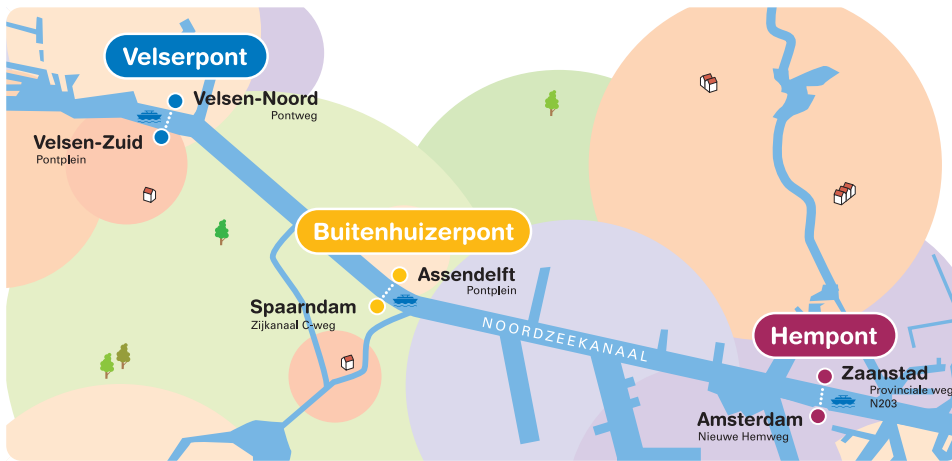 Velserpont
Velsen-Noord
Pontweg
Velsen-Zuid
Pontplein
Buitenhuizerpont
Assendelft
Pontplein
Spaarndam
Zijkanaal C-weg
NOORDZEEKANAAL
Hempont
Zaanstad
Provinciale weg
N203
Amsterdam
Nieuwe Hemweg